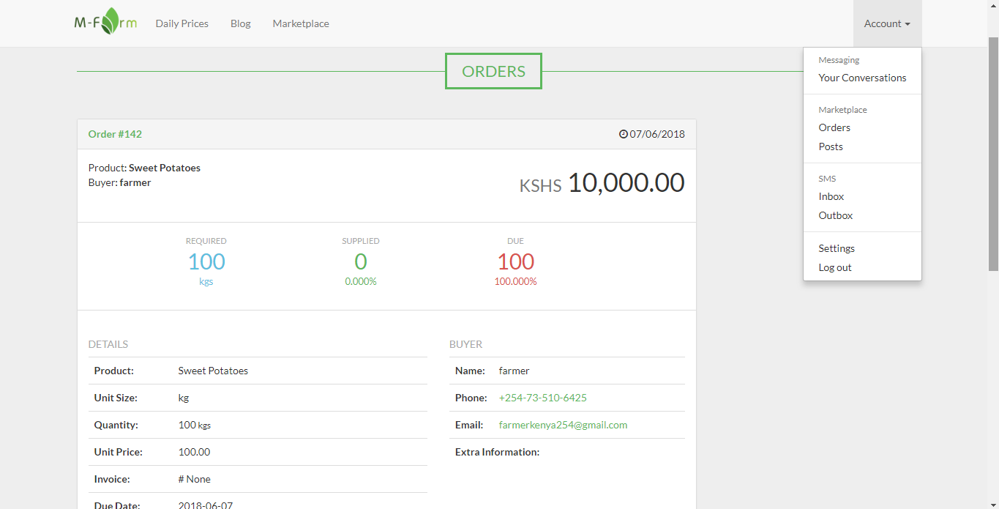 M-Farm Daily Prices Blog Marketplace Account
ORDERS
Messaging
Your Conversations
Marketplace
Orders
Posts
SMS
Inbox
Outbox
Settings
Log out
Order #142 07/06/2018
Product: Sweet Potatoes
Buyer: farmer
KSHS 10,000.00
REQUIRED SUPPLIED DUE
100 0 100
kgs 0.000% 100.000%
DETAILS
Product: Sweet Potatoes
Unit Size: kg
Quantity: 100 kgs
Unit Price: 100.00
Invoice: # None
Due Date: 2018-06-07
BUYER
Name: farmer
Phone: +254-73-510-6425
Email: farmerkenya254@gmail.com
Extra Information: